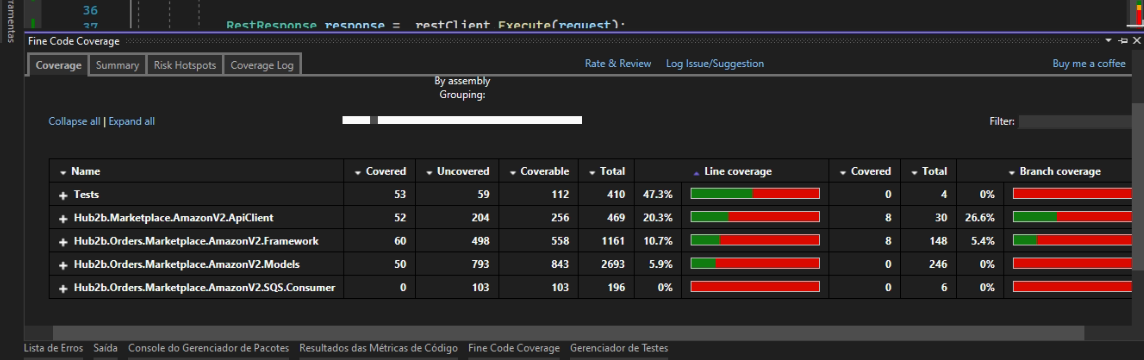 ramentas
36
37 RestResponse response = _restClient.Execute(request);
Fine Code Coverage
Coverage Summary Risk Hotspots Coverage Log Rate & Review Log Issue/Suggestion Buy me a coffee
By assembly
Grouping:
Collapse all | Expand all Filter:
Name Covered Uncovered Coverable Total Line coverage Covered Total Branch coverage
Tests 53 59 112 410 47.3% 0 4 0%
Hub2b.Marketplace.AmazonV2.ApiClient 52 204 256 469 20.3% 8 30 26.6%
Hub2b.Orders.Marketplace.AmazonV2.Framework 60 498 558 1161 10.7% 8 148 5.4%
Hub2b.Orders.Marketplace.AmazonV2.Models 50 793 843 2693 5.9% 0 246 0%
Hub2b.Orders.Marketplace.AmazonV2.SQS.Consumer 0 103 103 196 0% 0 6 0%
Lista de Erros Saída Console do Gerenciador de Pacotes Resultados das Métricas de Código Fine Code Coverage Gerenciador de Testes